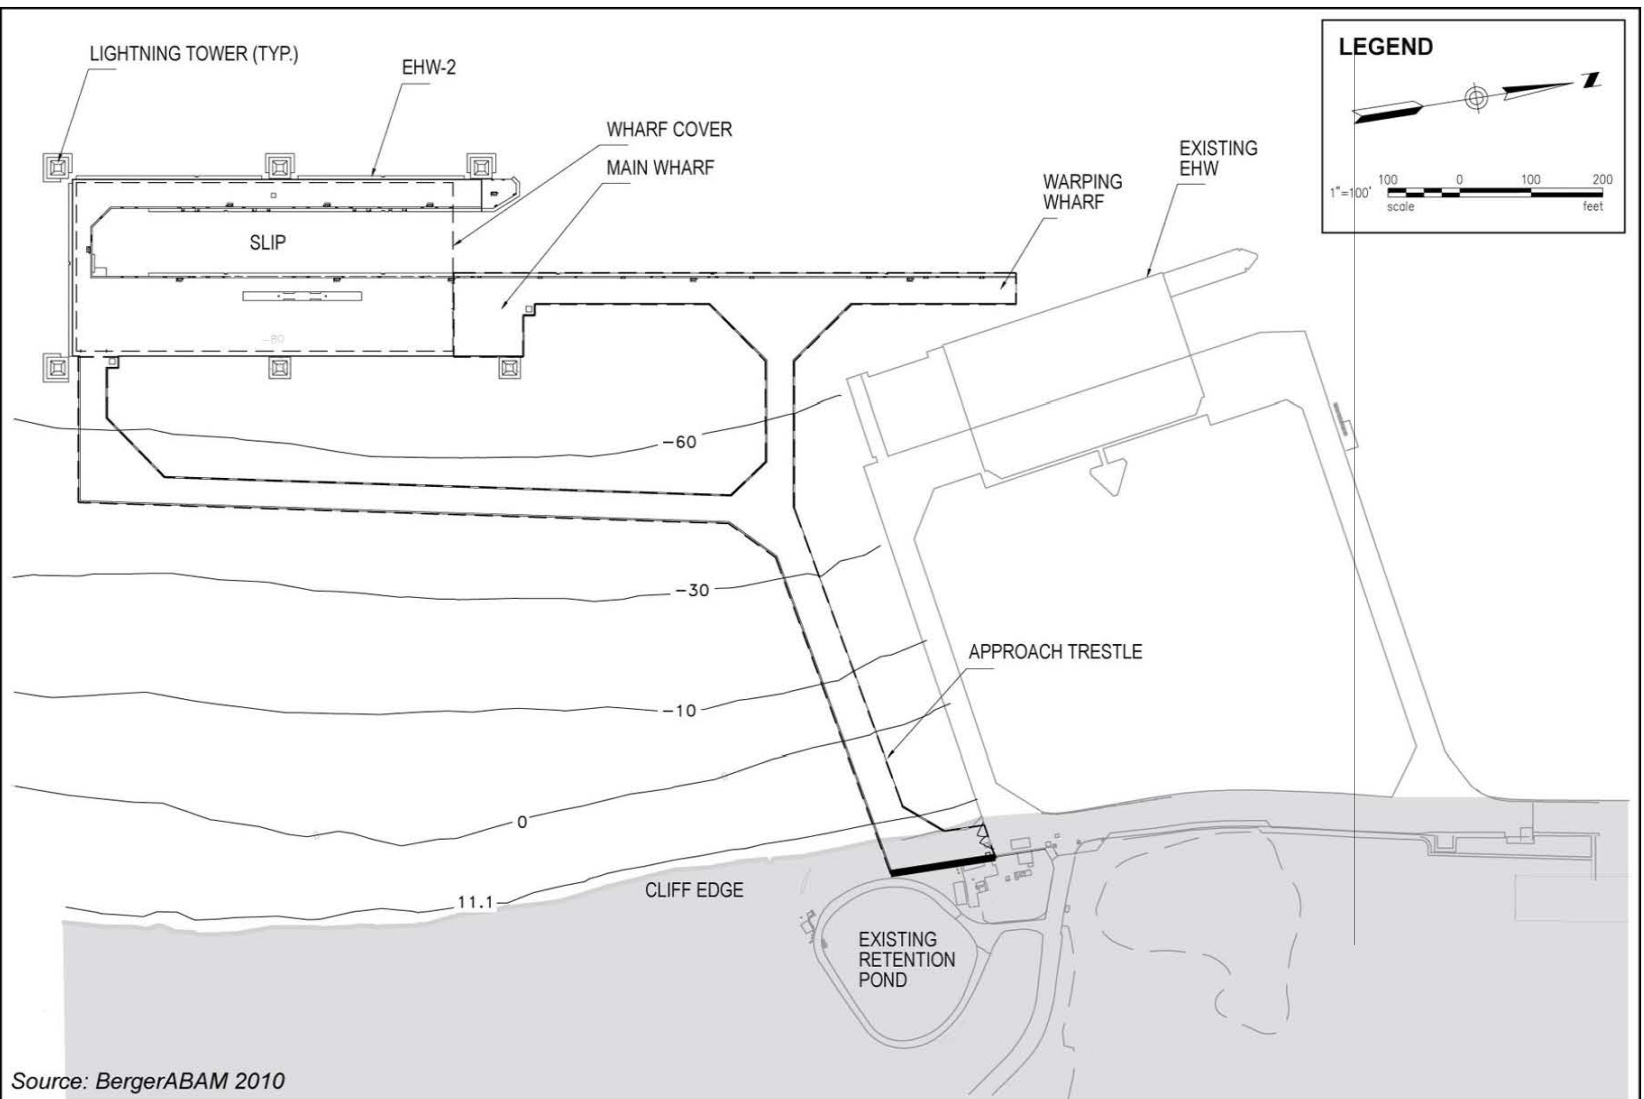 LIGHTNING TOWER (TYP.)
EHW-2
WHARF COVER
MAIN WHARF
SLIP
EXISTING
EHW
WARPING
WHARF
LEGEND
N
1"=100'
100 0 100 200
scale feet
-80
-60
-30
-10
0
11.1
APPROACH TRESTLE
CLIFF EDGE
EXISTING
RETENTION
POND
Source: BergerABAM 2010